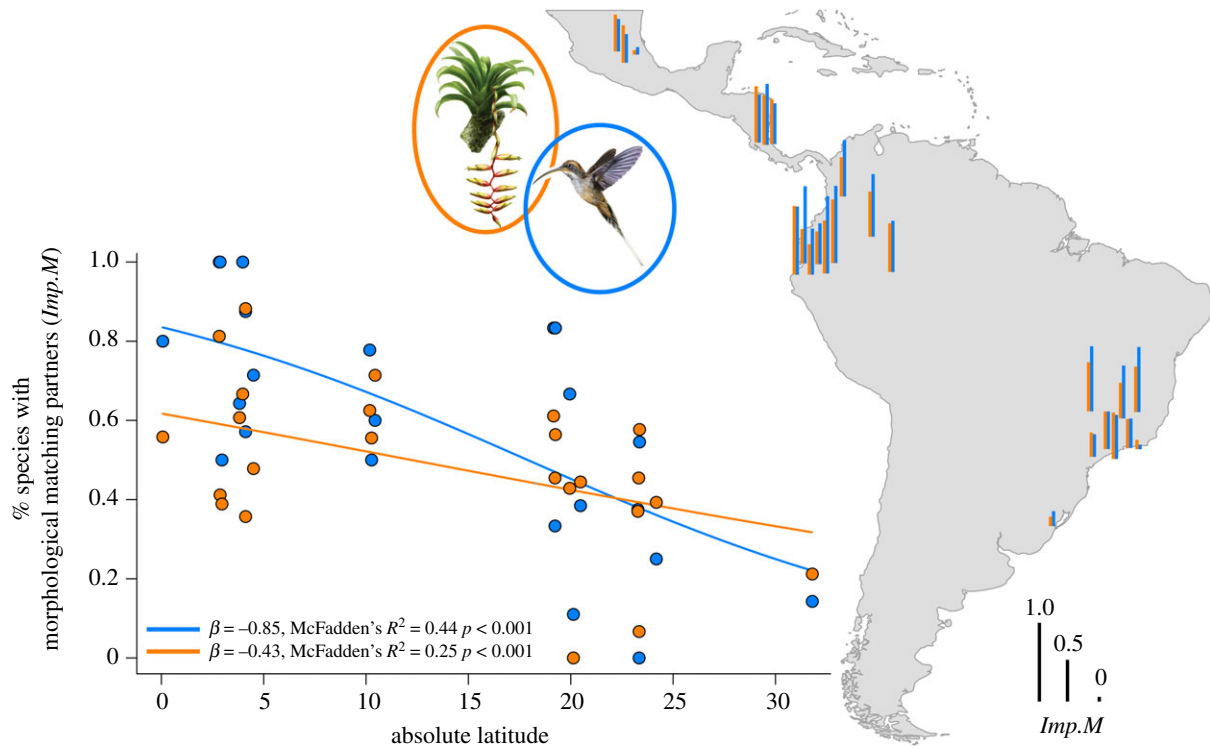 % species with
morphological matching partners (Imp.M)
1.0
0.8
0.6
0.4
0.2
0
β = –0.85, McFadden's R² = 0.44 p < 0.001
β = –0.43, McFadden's R² = 0.25 p < 0.001
0 5 10 15 20 25 30
absolute latitude
1.0
0.5
0
Imp.M